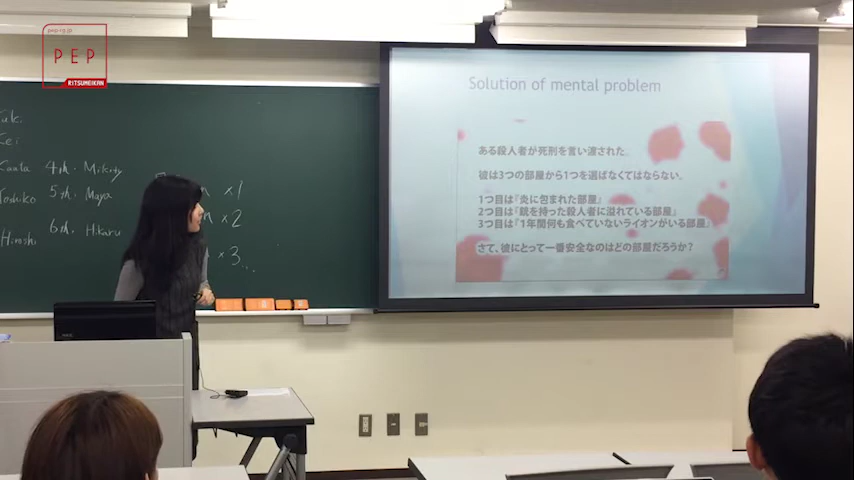 PEP
RITSUMEIKAN
Solution of mental problem
ある殺人者が死刑を言い渡された。
彼は3つの部屋から1つを選ばなくてはならない。
1つ目は『炎に包まれた部屋』
2つ目は『銃を持った殺人者に溢れている部屋』
3つ目は『1年間何も食べていないライオンがいる部屋』
さて、彼にとって一番安全なのはどの部屋だろうか？
4th. Mikity
5th. Maya
6th. Hikaru
Hiroshi
×1
×2
×3...
NEC